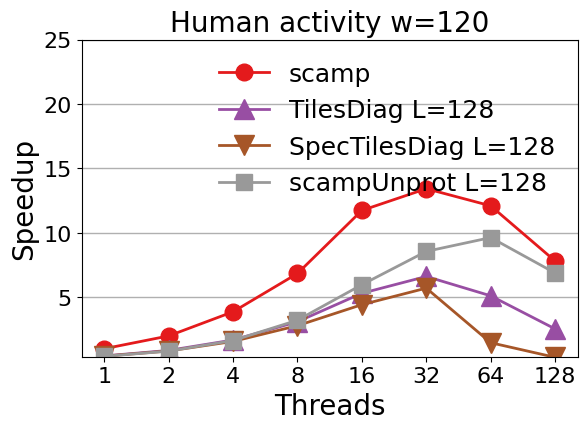 Human activity w=120
25
20
15
10
5
Speedup
scamp
TilesDiag L=128
SpecTilesDiag L=128
scampUnprot L=128
1 2 4 8 16 32 64 128
Threads